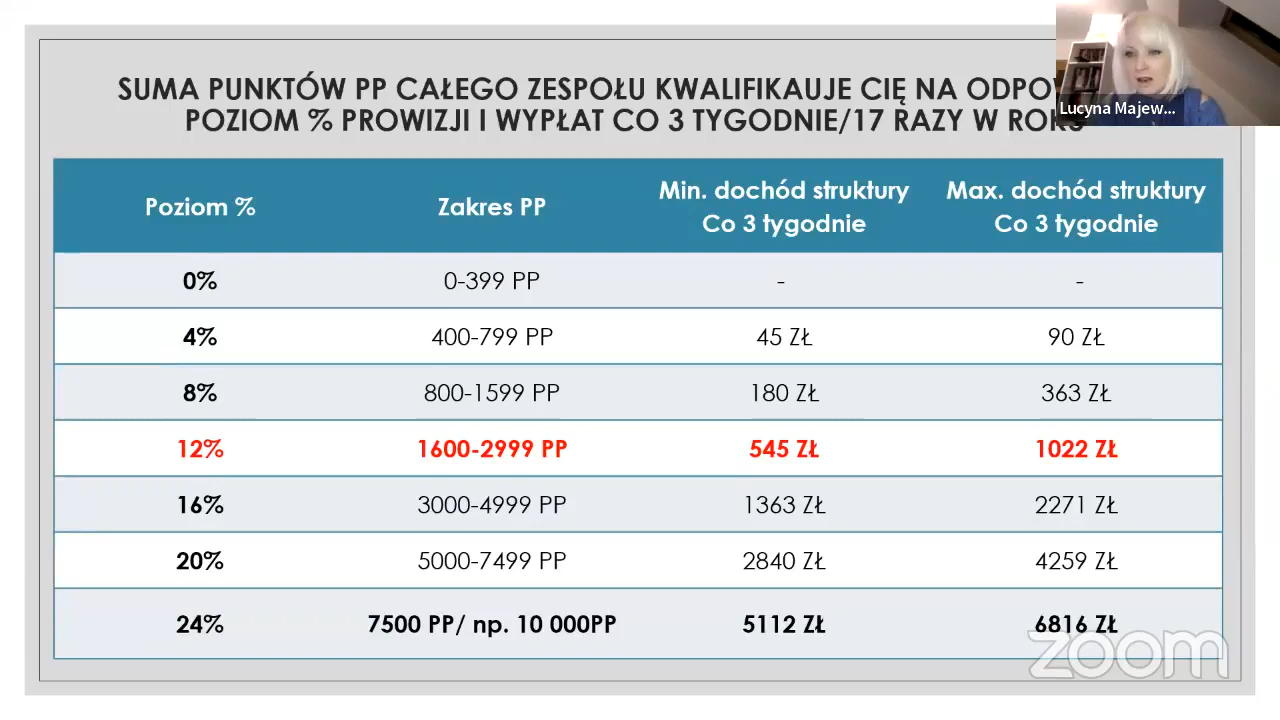 SUMA PUNKTÓW PP CAŁEGO ZESPOŁU KWALIFIKAUJE CIĘ NA
POZIOM % PROWIZJI I WYPŁAT CO 3 TYGODNIE/17 RAZY W
Lucyna Majew...
Poziom % Zakres PP Min. dochód struktury Co 3 tygodnie Max. dochód struktury Co 3 tygodnie
0% 0-399 PP - -
4% 400-799 PP 45 ZŁ 90 ZŁ
8% 800-1599 PP 180 ZŁ 363 ZŁ
12% 1600-2999 PP 545 ZŁ 1022 ZŁ
16% 3000-4999 PP 1363 ZŁ 2271 ZŁ
20% 5000-7499 PP 2840 ZŁ 4259 ZŁ
24% 7500 PP/ np. 10 000PP 5112 ZŁ 6816 ZŁ
zoom